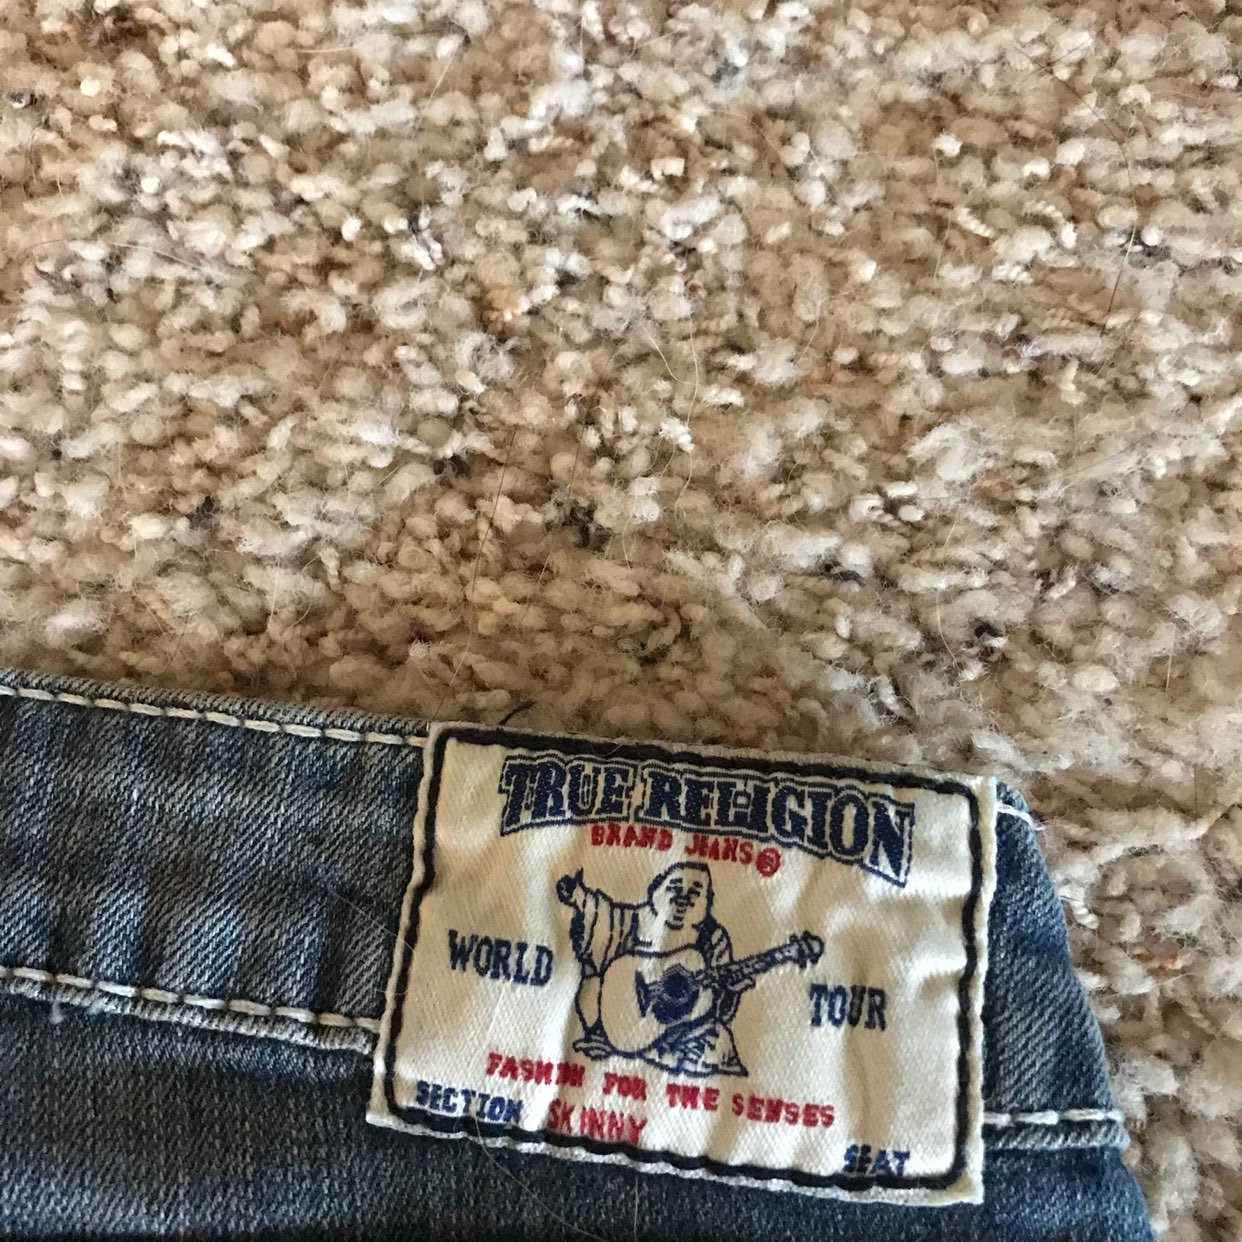 TRUE RELIGION
BRAND JEANS®
WORLD TOUR
FASHION FOR THE SENSES
SECTION SKINNY
SEAT